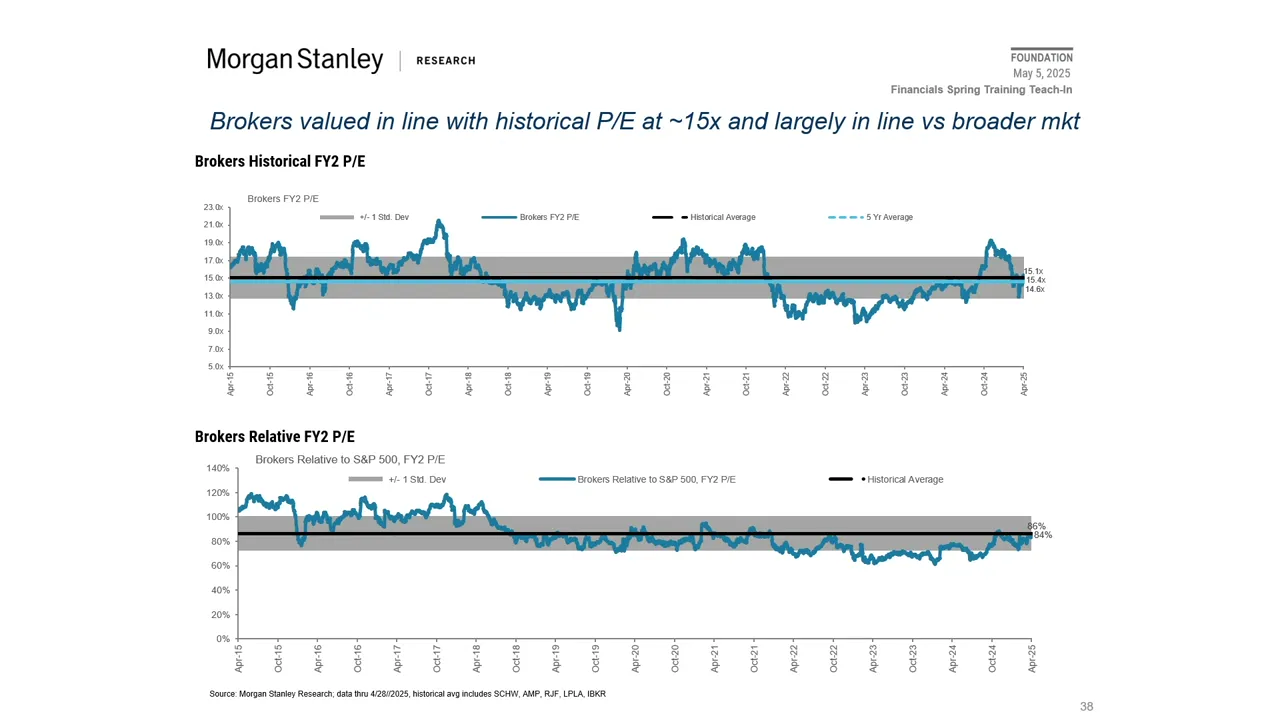 Morgan Stanley | RESEARCH
FOUNDATION
May 5, 2025
Financials Spring Training Teach-In
Brokers valued in line with historical P/E at ~15x and largely in line vs broader mkt
Brokers Historical FY2 P/E
Brokers FY2 P/E
+/- 1 Std. Dev Brokers FY2 P/E Historical Average 5 Yr Average
23.0x
21.0x
19.0x
17.0x
15.0x
13.0x
11.0x
9.0x
7.0x
5.0x
15.1x
15.4x
14.6x
Apr-15 Oct-15 Apr-16 Oct-16 Apr-17 Oct-17 Apr-18 Oct-18 Apr-19 Oct-19 Apr-20 Oct-20 Apr-21 Oct-21 Apr-22 Oct-22 Apr-23 Oct-23 Apr-24 Oct-24 Apr-25
Brokers Relative FY2 P/E
Brokers Relative to S&P 500, FY2 P/E
+/- 1 Std. Dev Brokers Relative to S&P 500, FY2 P/E Historical Average
140%
120%
100%
80%
60%
40%
20%
0%
86%
84%
Apr-15 Oct-15 Apr-16 Oct-16 Apr-17 Oct-17 Apr-18 Oct-18 Apr-19 Oct-19 Apr-20 Oct-20 Apr-21 Oct-21 Apr-22 Oct-22 Apr-23 Oct-23 Apr-24 Oct-24 Apr-25
Source: Morgan Stanley Research; data thru 4/28//2025, historical avg includes SCHW, AMP, RJF, LPLA, IBKR
38